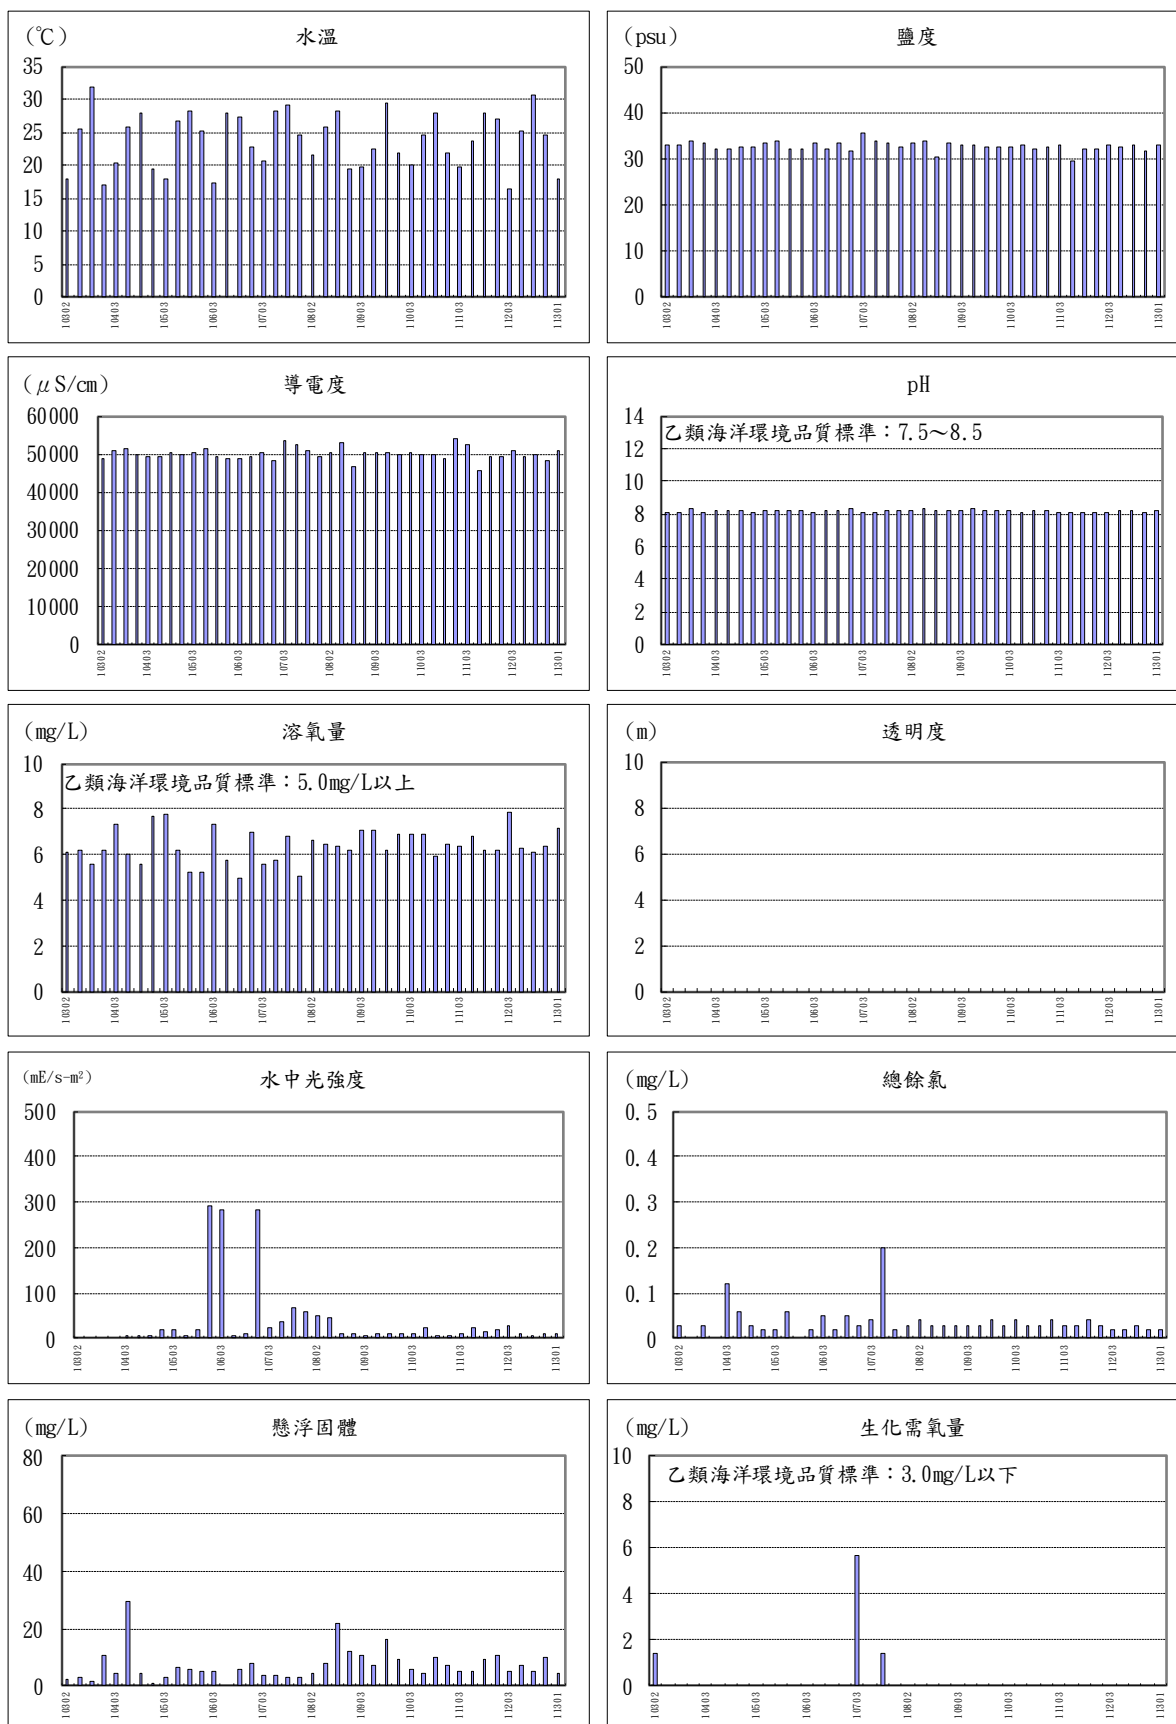 (℃) 水溫
35
30
25
20
15
10
5
0
10302 10403 10503 10603 10703 10802 10903 11003 11103 11203 11301
(psu) 鹽度
50
40
30
20
10
0
10302 10403 10503 10603 10703 10802 10903 11003 11103 11203 11301
(μS/cm) 導電度
60000
50000
40000
30000
20000
10000
0
10302 10403 10503 10603 10703 10802 10903 11003 11103 11203 11301
pH
乙類海洋環境品質標準：7.5～8.5
14
12
10
8
6
4
2
0
10302 10403 10503 10603 10703 10802 10903 11003 11103 11203 11301
(mg/L) 溶氧量
乙類海洋環境品質標準：5.0mg/L以上
10
8
6
4
2
0
10302 10403 10503 10603 10703 10802 10903 11003 11103 11203 11301
(m) 透明度
10
8
6
4
2
0
10302 10403 10503 10603 10703 10802 10903 11003 11103 11203 11301
(mE/s-m²) 水中光強度
500
400
300
200
100
0
10302 10403 10503 10603 10703 10802 10903 11003 11103 11203 11301
(mg/L) 總餘氯
0.5
0.4
0.3
0.2
0.1
0
10302 10403 10503 10603 10703 10802 10903 11003 11103 11203 11301
(mg/L) 懸浮固體
80
60
40
20
0
10302 10403 10503 10603 10703 10802 10903 11003 11103 11203 11301
(mg/L) 生化需氧量
乙類海洋環境品質標準：3.0mg/L以下
10
8
6
4
2
0
10302 10403 10503 10603 10703 10802 10903 11003 11103 11203 11301